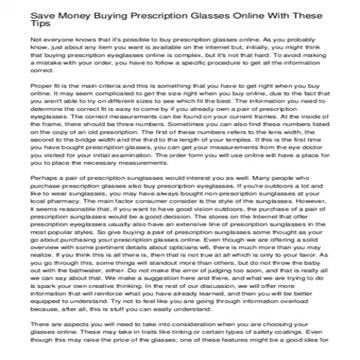 Save Money Buying Prescription Glasses Online With These
Tips
Not everyone knows that it's possible to buy prescription glasses online. As you probably
know, just about any item you want is available on the internet but, initially, you might think
that buying prescription eyeglasses online is complex, but it's not that hard. To avoid making
a mistake with your order, you have to follow a specific procedure to get all the information
correct.
Proper fit is the main criteria and this is something that you have to get right when you buy
online. It may seem complicated to get the size right when you buy online, due to the fact that
you aren't able to try on different sizes to see which fit the best. The information you need to
determine the correct fit is easy to come by if you already own a pair of prescription
eyeglasses. The correct measurements can be found on your current frames. At the inside of
the frame, there should be three numbers. Sometimes you can also find these numbers listed
on the copy of an old prescription. The first of these numbers refers to the lens width, the
second to the bridge width and the third to the length of your temples. If this is the first time
you have bought prescription glasses, you can get your measurements from the eye doctor
you visited for your initial examination. The order form you will use online will have a place for
you to place the necessary measurements.
Perhaps a pair of prescription sunglasses would interest you as well. Many people who
purchase prescription glasses also buy prescription eyeglasses. If you're outdoors a lot and
like to wear sunglasses, you may have always bought non-prescription sunglasses at your
local pharmacy. The main factor consumer consider is the style of the sunglasses. However,
it seems reasonable that, if you want to have good vision outdoors, the purchase of a pair of
prescription sunglasses would be a good decision. The stores on the Internet that offer
prescription eyeglasses usually also have an extensive line of prescription sunglasses in the
most popular styles. So give buying a pair of prescription sunglasses some thought as your
go about purchasing your prescription glasses online. Even though we are offering a solid
overview with some pertinent details about opticians w6, there is much more than you may
realize. If you think this is all there is, then that is not true at all which is only to your favor. As
you go through this, some things will standout more than others, but do not throw the baby
out with the bathwater, either. Do not make the error of judging too soon, and that is really all
we can say about that. We make a suggestion here and there, and what we are trying to do
is spark your own creative thinking. In the rest of our discussion, we will offer more
information that will reinforce what you have already learned, and then you will be better
equipped to understand. Try not to feel like you are going through information overload
because, after all, this is stuff you can easily understand.
There are aspects you will need to take into consideration when you are choosing your
glasses online. These may take in traits like tinting or certain types of safety coatings. Even
though this may raise the price of the glasses; one of these features might be a good idea for